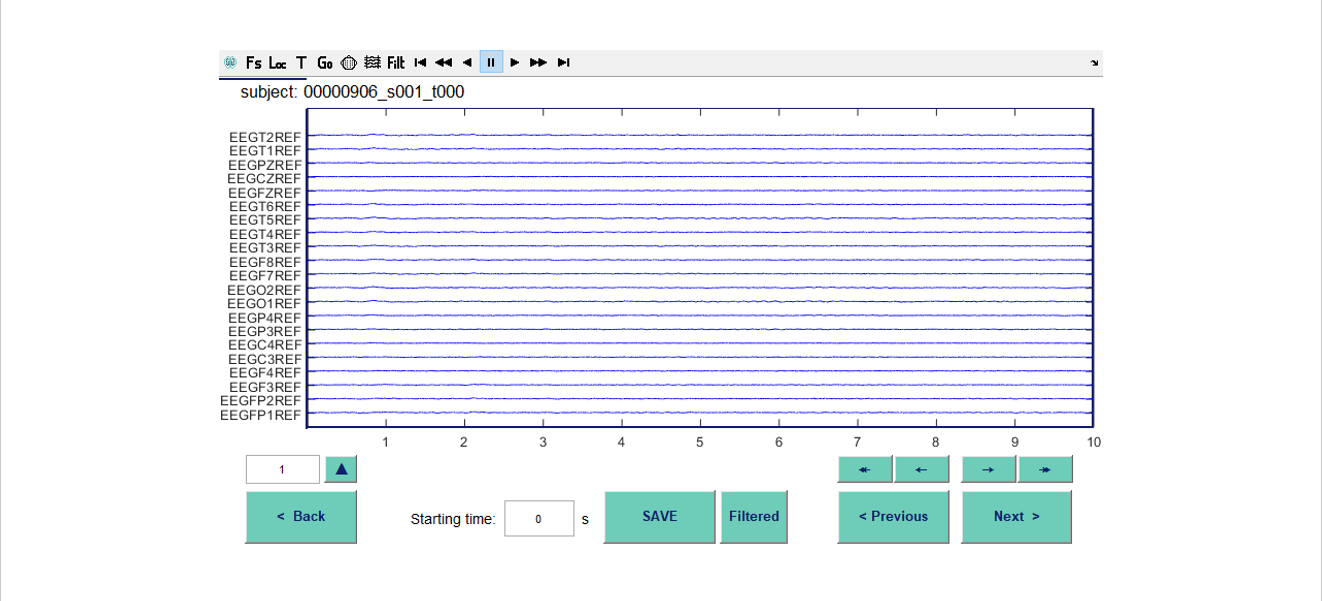 Fs Loc T Go Filt
subject: 00000906_s001_t000
EEGT2REF
EEGT1REF
EEGPZREF
EEGCZREF
EEGFZREF
EEGT6REF
EEGT5REF
EEGT4REF
EEGT3REF
EEGF8REF
EEGF7REF
EEGO2REF
EEGO1REF
EEGP4REF
EEGP3REF
EEGC4REF
EEGC3REF
EEGF4REF
EEGF3REF
EEGFP2REF
EEGFP1REF
1 2 3 4 5 6 7 8 9 10
1
< Back Starting time: 0 s SAVE Filtered < Previous Next >